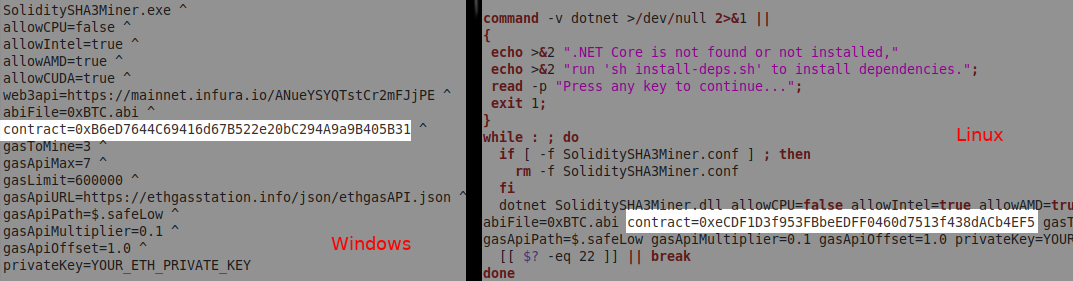 SoliditySHA3Miner.exe ^
allowCPU=false ^
allowIntel=true ^
allowAMD=true ^
allowCUDA=true ^
web3api=https://mainnet.infura.io/ANueYSYQTstCr2mFJjPE ^
abiFile=0xBTC.abi ^
contract=0xB6eD7644C69416d67B522e20bC294A9a9B405B31 ^
gasToMine=3 ^
gasApiMax=7 ^
gasLimit=600000 ^
gasApiURL=https://ethgasstation.info/json/ethgasAPI.json ^
gasApiPath=$.safeLow ^
gasApiMultiplier=0.1 ^
gasApiOffset=1.0 ^
privateKey=YOUR_ETH_PRIVATE_KEY
Windows
command -v dotnet >/dev/null 2>&1 ||
{
echo >&2 ".NET Core is not found or not installed,"
echo >&2 "run 'sh install-deps.sh' to install dependencies.";
read -p "Press any key to continue...";
exit 1;
}
while : ; do
if [ -f SoliditySHA3Miner.conf ] ; then
rm -f SoliditySHA3Miner.conf
fi
dotnet SoliditySHA3Miner.dll allowCPU=false allowIntel=true allowAMD=tru
abiFile=0xBTC.abi contract=0xeCDF1D3f953FBbeEDFF0460d7513f438dACb4EF5 gasT
gasApiPath=$.safeLow gasApiMultiplier=0.1 gasApiOffset=1.0 privateKey=YOUR
[[ $? -eq 22 ]] || break
done
Linux